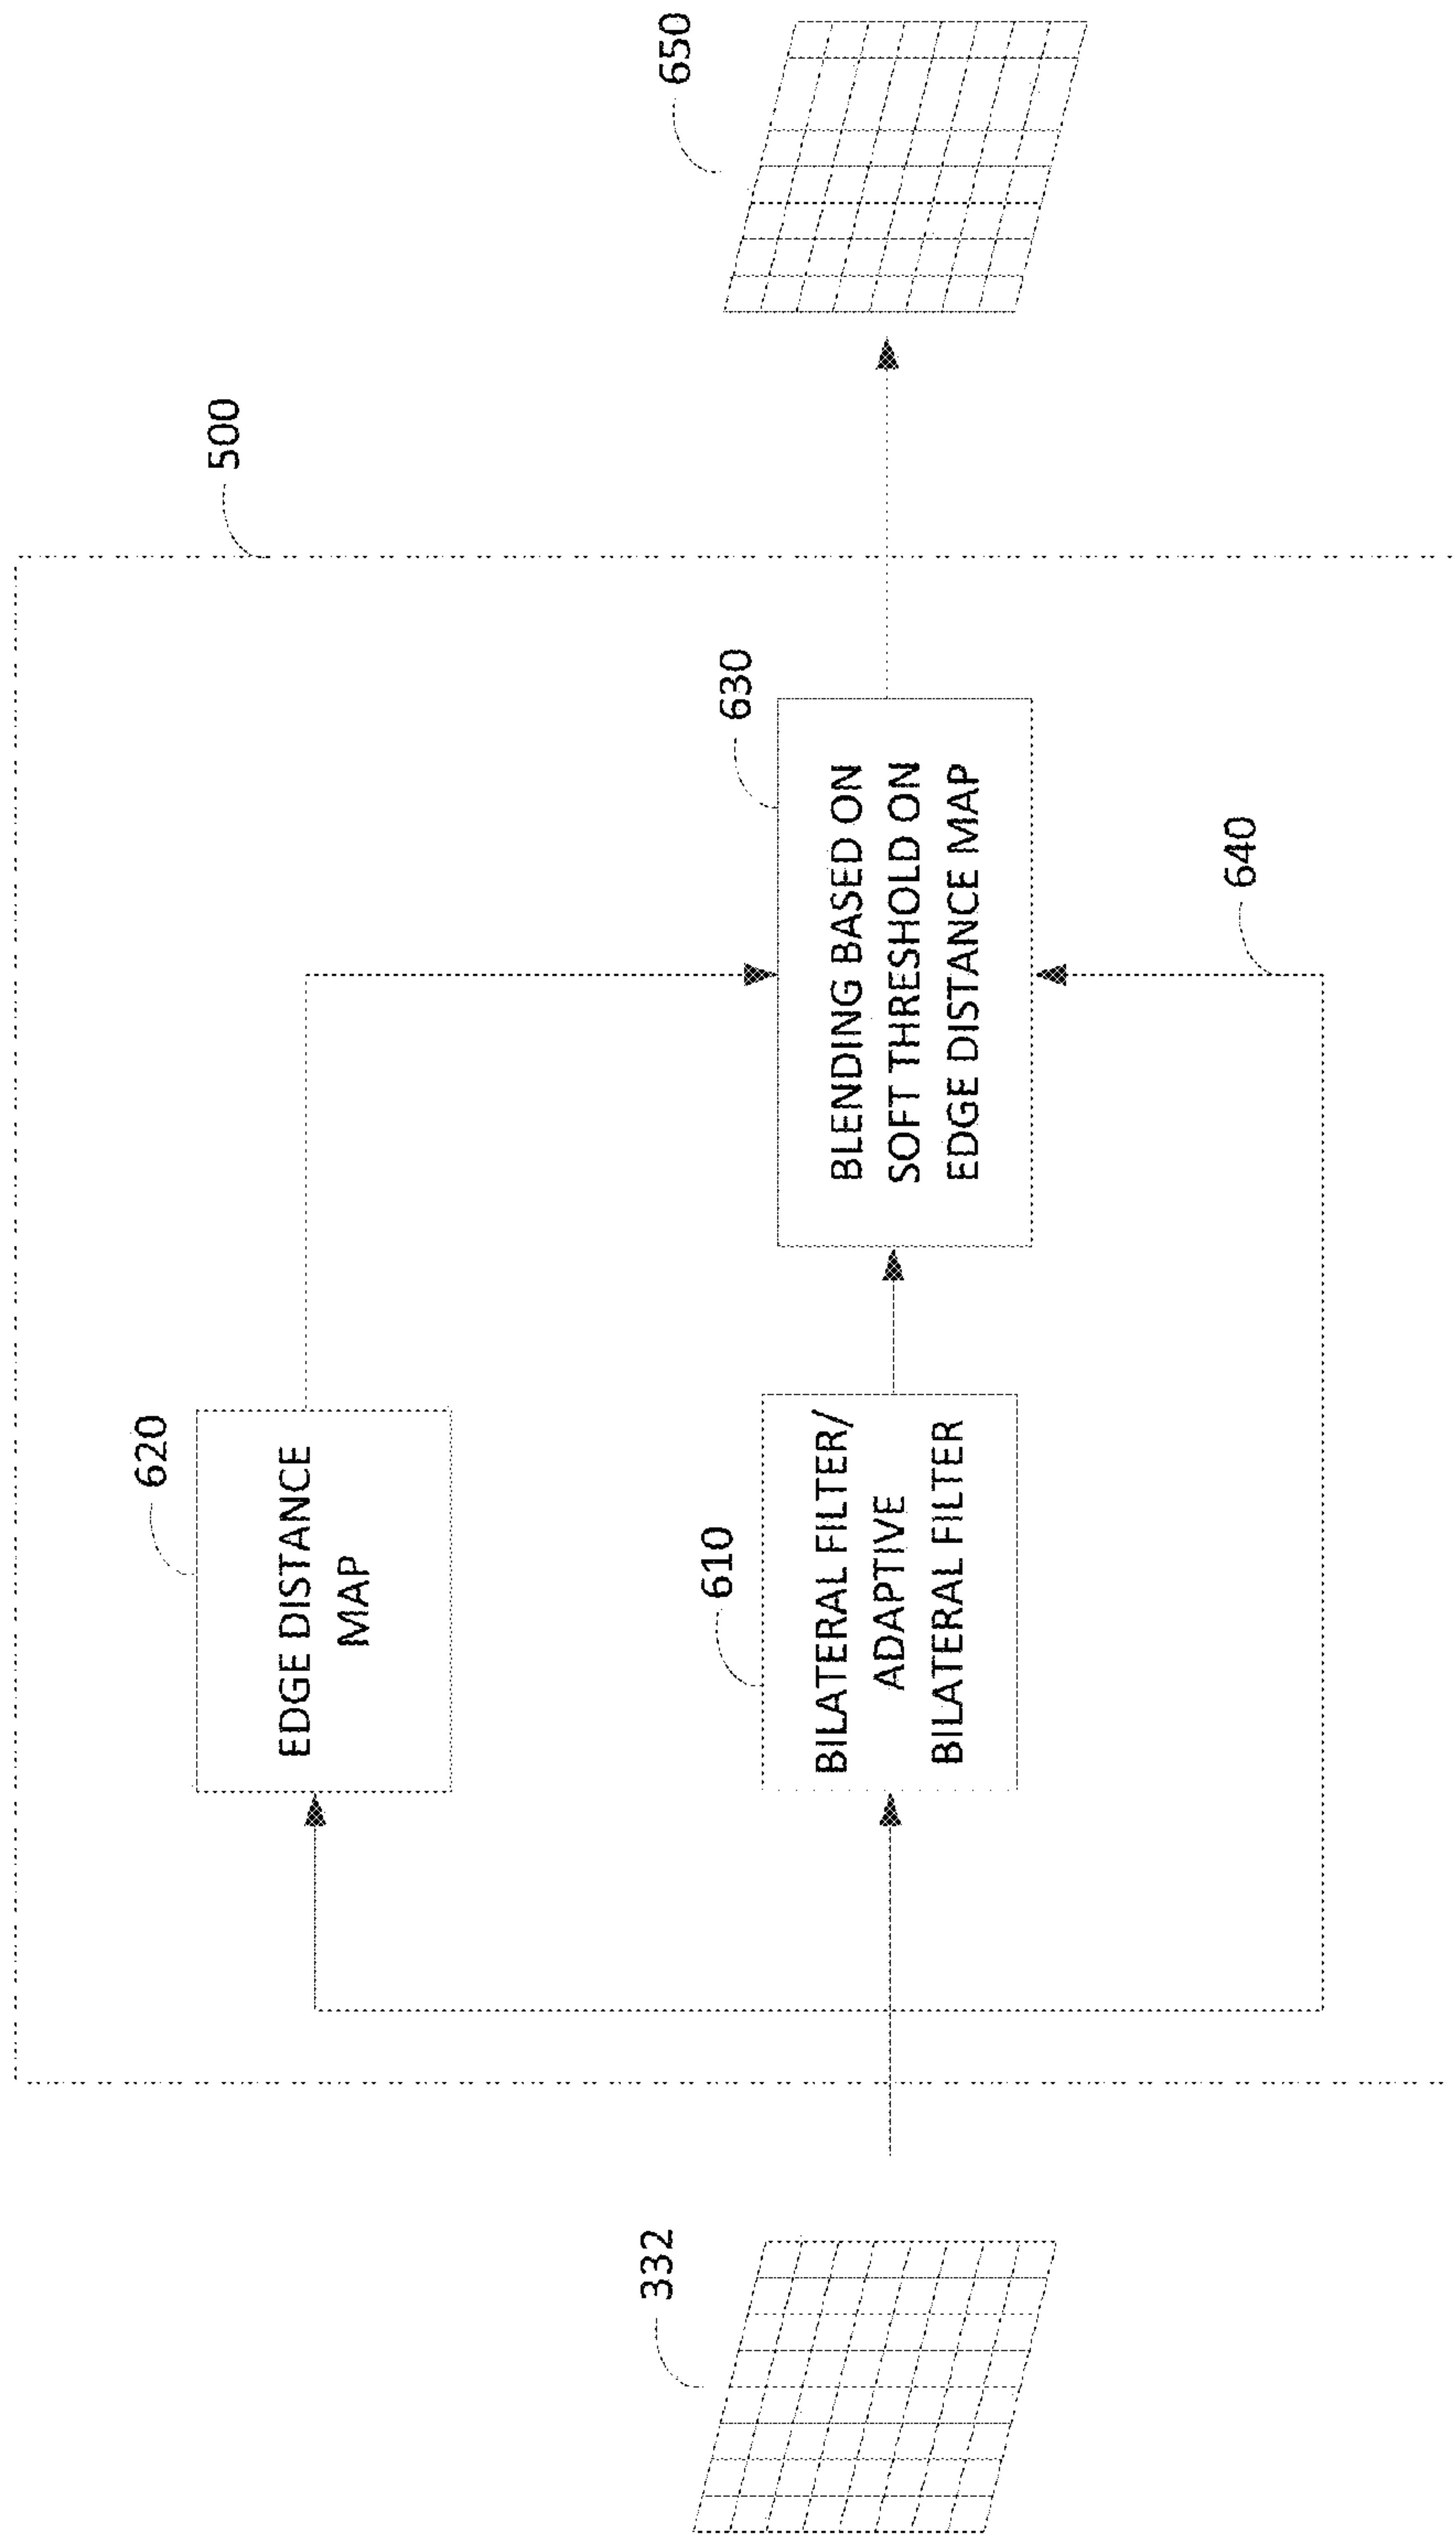 332
500
620
EDGE DISTANCE
MAP
610
BILATERAL FILTER/
ADAPTIVE
BILATERAL FILTER
630
BLENDING BASED ON
SOFT THRESHOLD ON
EDGE DISTANCE MAP
640
650